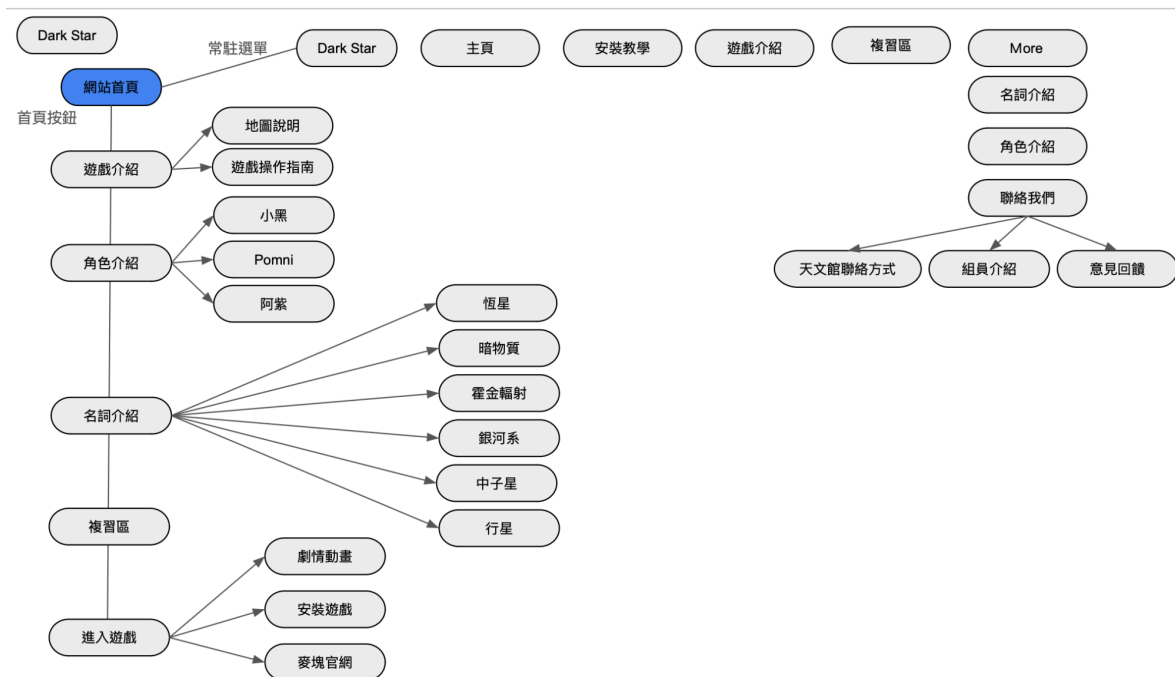 Dark Star
常駐選單
Dark Star
主頁
安裝教學
遊戲介紹
複習區
More
網站首頁
名詞介紹
首頁按鈕
地圖說明
角色介紹
遊戲介紹
遊戲操作指南
聯絡我們
小黑
角色介紹
Pomni
天文館聯絡方式
組員介紹
意見回饋
阿紫
恆星
暗物質
霍金輻射
名詞介紹
銀河系
中子星
複習區
行星
劇情動畫
安裝遊戲
進入遊戲
麥塊官網